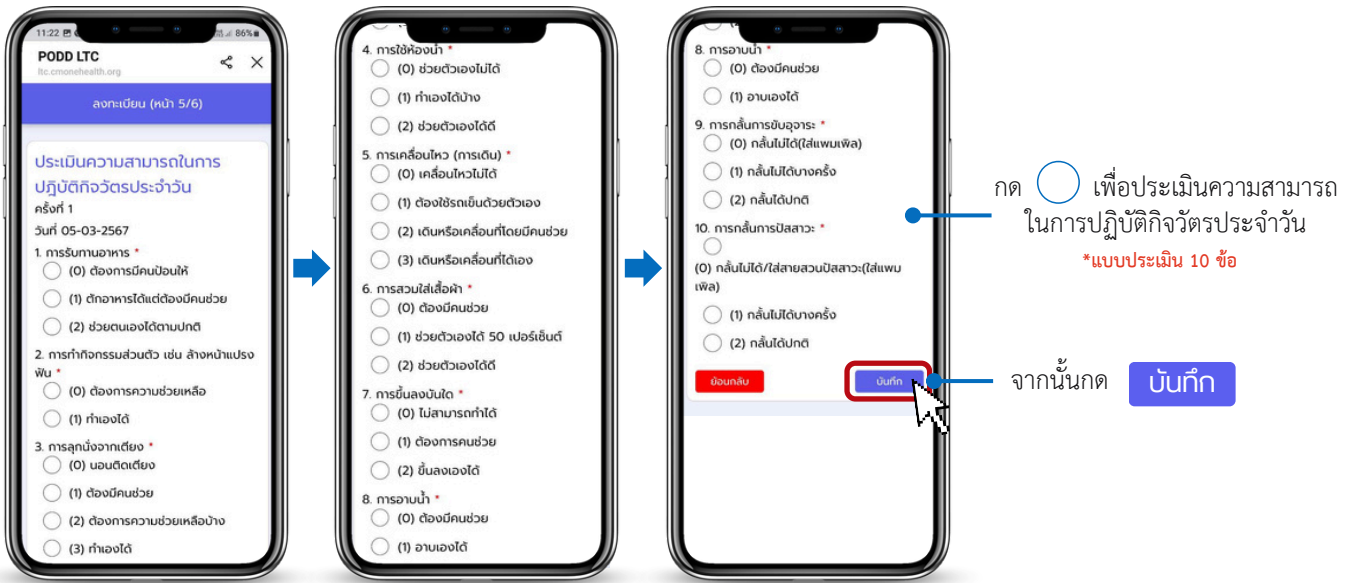 11:22
86%
PODD LTC
ltc.cmonehealth.org
ลงทะเบียน (หน้า 5/6)
ประเมินความสามารถในการ
ปฎิบัติกิจวัตรประจำวัน
ครั้งที่ 1
วันที่ 05-03-2567
1. การรับทานอาหาร *
(0) ต้องการมีคนป้อนให้
(1) ตักอาหารได้แต่ต้องมีคนช่วย
(2) ช่วยตนเองได้ตามปกติ
2. การทำกิจกรรมส่วนตัว เช่น ล้างหน้าแปรง
ฟัน *
(0) ต้องการความช่วยเหลือ
(1) ทำเองได้
3. การลุกนั่งจากเตียง *
(0) นอนติดเตียง
(1) ต้องมีคนช่วย
(2) ต้องการความช่วยเหลือบ้าง
(3) ทำเองได้
4. การใช้ห้องน้ำ *
(0) ช่วยตัวเองไม่ได้
(1) ทำเองได้บ้าง
(2) ช่วยตัวเองได้ดี
5. การเคลื่อนไหว (การเดิน) *
(0) เคลื่อนไหวไม่ได้
(1) ต้องใช้รถเข็นด้วยตัวเอง
(2) เดินหรือเคลื่อนที่โดยมีคนช่วย
(3) เดินหรือเคลื่อนที่ได้เอง
6. การสวมใส่เสื้อผ้า *
(0) ต้องมีคนช่วย
(1) ช่วยตัวเองได้ 50 เปอร์เซ็นต์
(2) ช่วยตัวเองได้ดี
7. การขึ้นลงบันได *
(0) ไม่สามารถทำได้
(1) ต้องการคนช่วย
(2) ขึ้นลงเองได้
8. การอาบน้ำ *
(0) ต้องมีคนช่วย
(1) อาบเองได้
8. การอาบน้ำ *
(0) ต้องมีคนช่วย
(1) อาบเองได้
9. การกลั้นการขับอุจาระ *
(0) กลั้นไม่ได้(ใส่แพมเพิล)
(1) กลั้นไม่ได้บางครั้ง
(2) กลั้นได้ปกติ
10. การกลั้นการปัสสาวะ *
(0) กลั้นไม่ได้/ใส่สายสวนปัสสาวะ(ใส่แพม
เพิล)
(1) กลั้นไม่ได้บางครั้ง
(2) กลั้นได้ปกติ
ย้อนกลับ
บันทึก
กด เพื่อประเมินความสามารถ
ในการปฏิบัติกิจวัตรประจำวัน
*แบบประเมิน 10 ข้อ
จากนั้นกด บันทึก